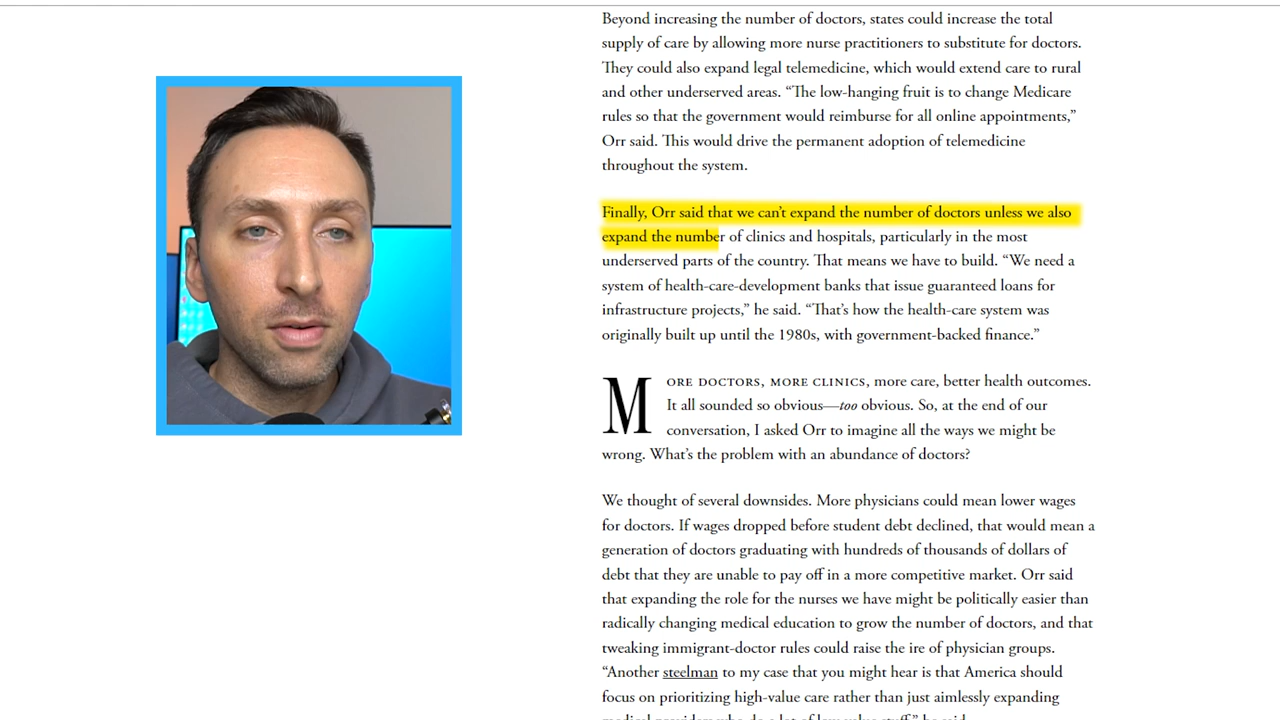 Beyond increasing the number of doctors, states could increase the total
supply of care by allowing more nurse practitioners to substitute for doctors.
They could also expand legal telemedicine, which would extend care to rural
and other underserved areas. “The low-hanging fruit is to change Medicare
rules so that the government would reimburse for all online appointments,”
Orr said. This would drive the permanent adoption of telemedicine
throughout the system.
Finally, Orr said that we can’t expand the number of doctors unless we also
expand the number of clinics and hospitals, particularly in the most
underserved parts of the country. That means we have to build. “We need a
system of health-care-development banks that issue guaranteed loans for
infrastructure projects,” he said. “That’s how the health-care system was
originally built up until the 1980s, with government-backed finance.”
MORE DOCTORS, MORE CLINICS, more care, better health outcomes.
It all sounded so obvious—too obvious. So, at the end of our
conversation, I asked Orr to imagine all the ways we might be
wrong. What’s the problem with an abundance of doctors?
We thought of several downsides. More physicians could mean lower wages
for doctors. If wages dropped before student debt declined, that would mean a
generation of doctors graduating with hundreds of thousands of dollars of
debt that they are unable to pay off in a more competitive market. Orr said
that expanding the role for the nurses we have might be politically easier than
radically changing medical education to grow the number of doctors, and that
tweaking immigrant-doctor rules could raise the ire of physician groups.
“Another steelman to my case that you might hear is that America should
focus on prioritizing high-value care rather than just aimlessly expanding
medical providers who do a lot of low-value stuff,” he said.